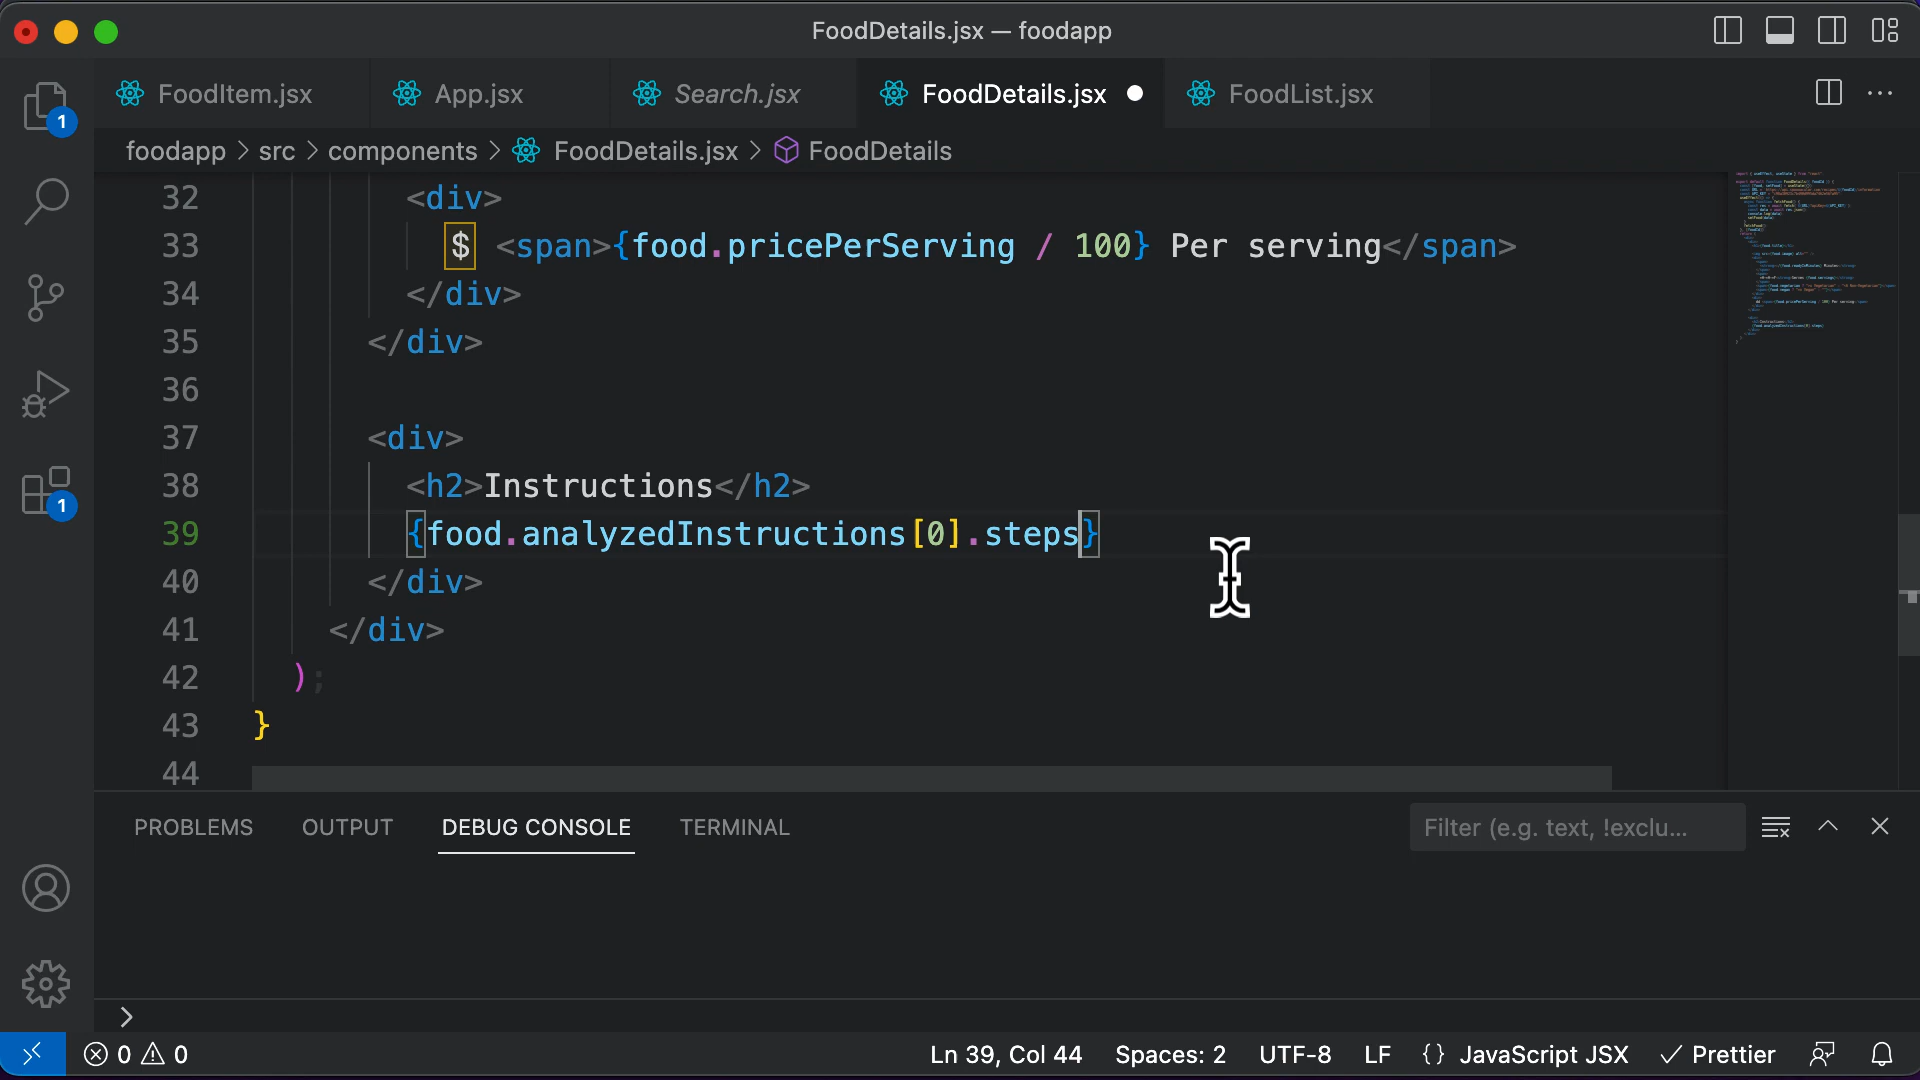 FoodDetails.jsx — foodapp
FoodItem.jsx
App.jsx
Search.jsx
FoodDetails.jsx
FoodList.jsx
foodapp > src > components > FoodDetails.jsx > FoodDetails
32 <div>
33 $ <span>{food.pricePerServing / 100} Per serving</span>
34 </div>
35 </div>
36
37 <div>
38 <h2>Instructions</h2>
39 {food.analyzedInstructions[0].steps}
40 </div>
41 </div>
42 );
43 }
44
1
1
PROBLEMS
OUTPUT
DEBUG CONSOLE
TERMINAL
Filter (e.g. text, !exclu...
>
0 0
Ln 39, Col 44
Spaces: 2
UTF-8
LF
{} JavaScript JSX
Prettier